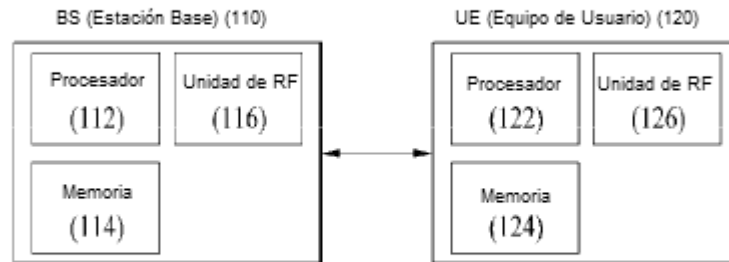 BS (Estación Base) (110)
UE (Equipo de Usuario) (120)
Procesador
(112)
Unidad de RF
(116)
Memoria
(114)
Procesador
(122)
Unidad de RF
(126)
Memoria
(124)